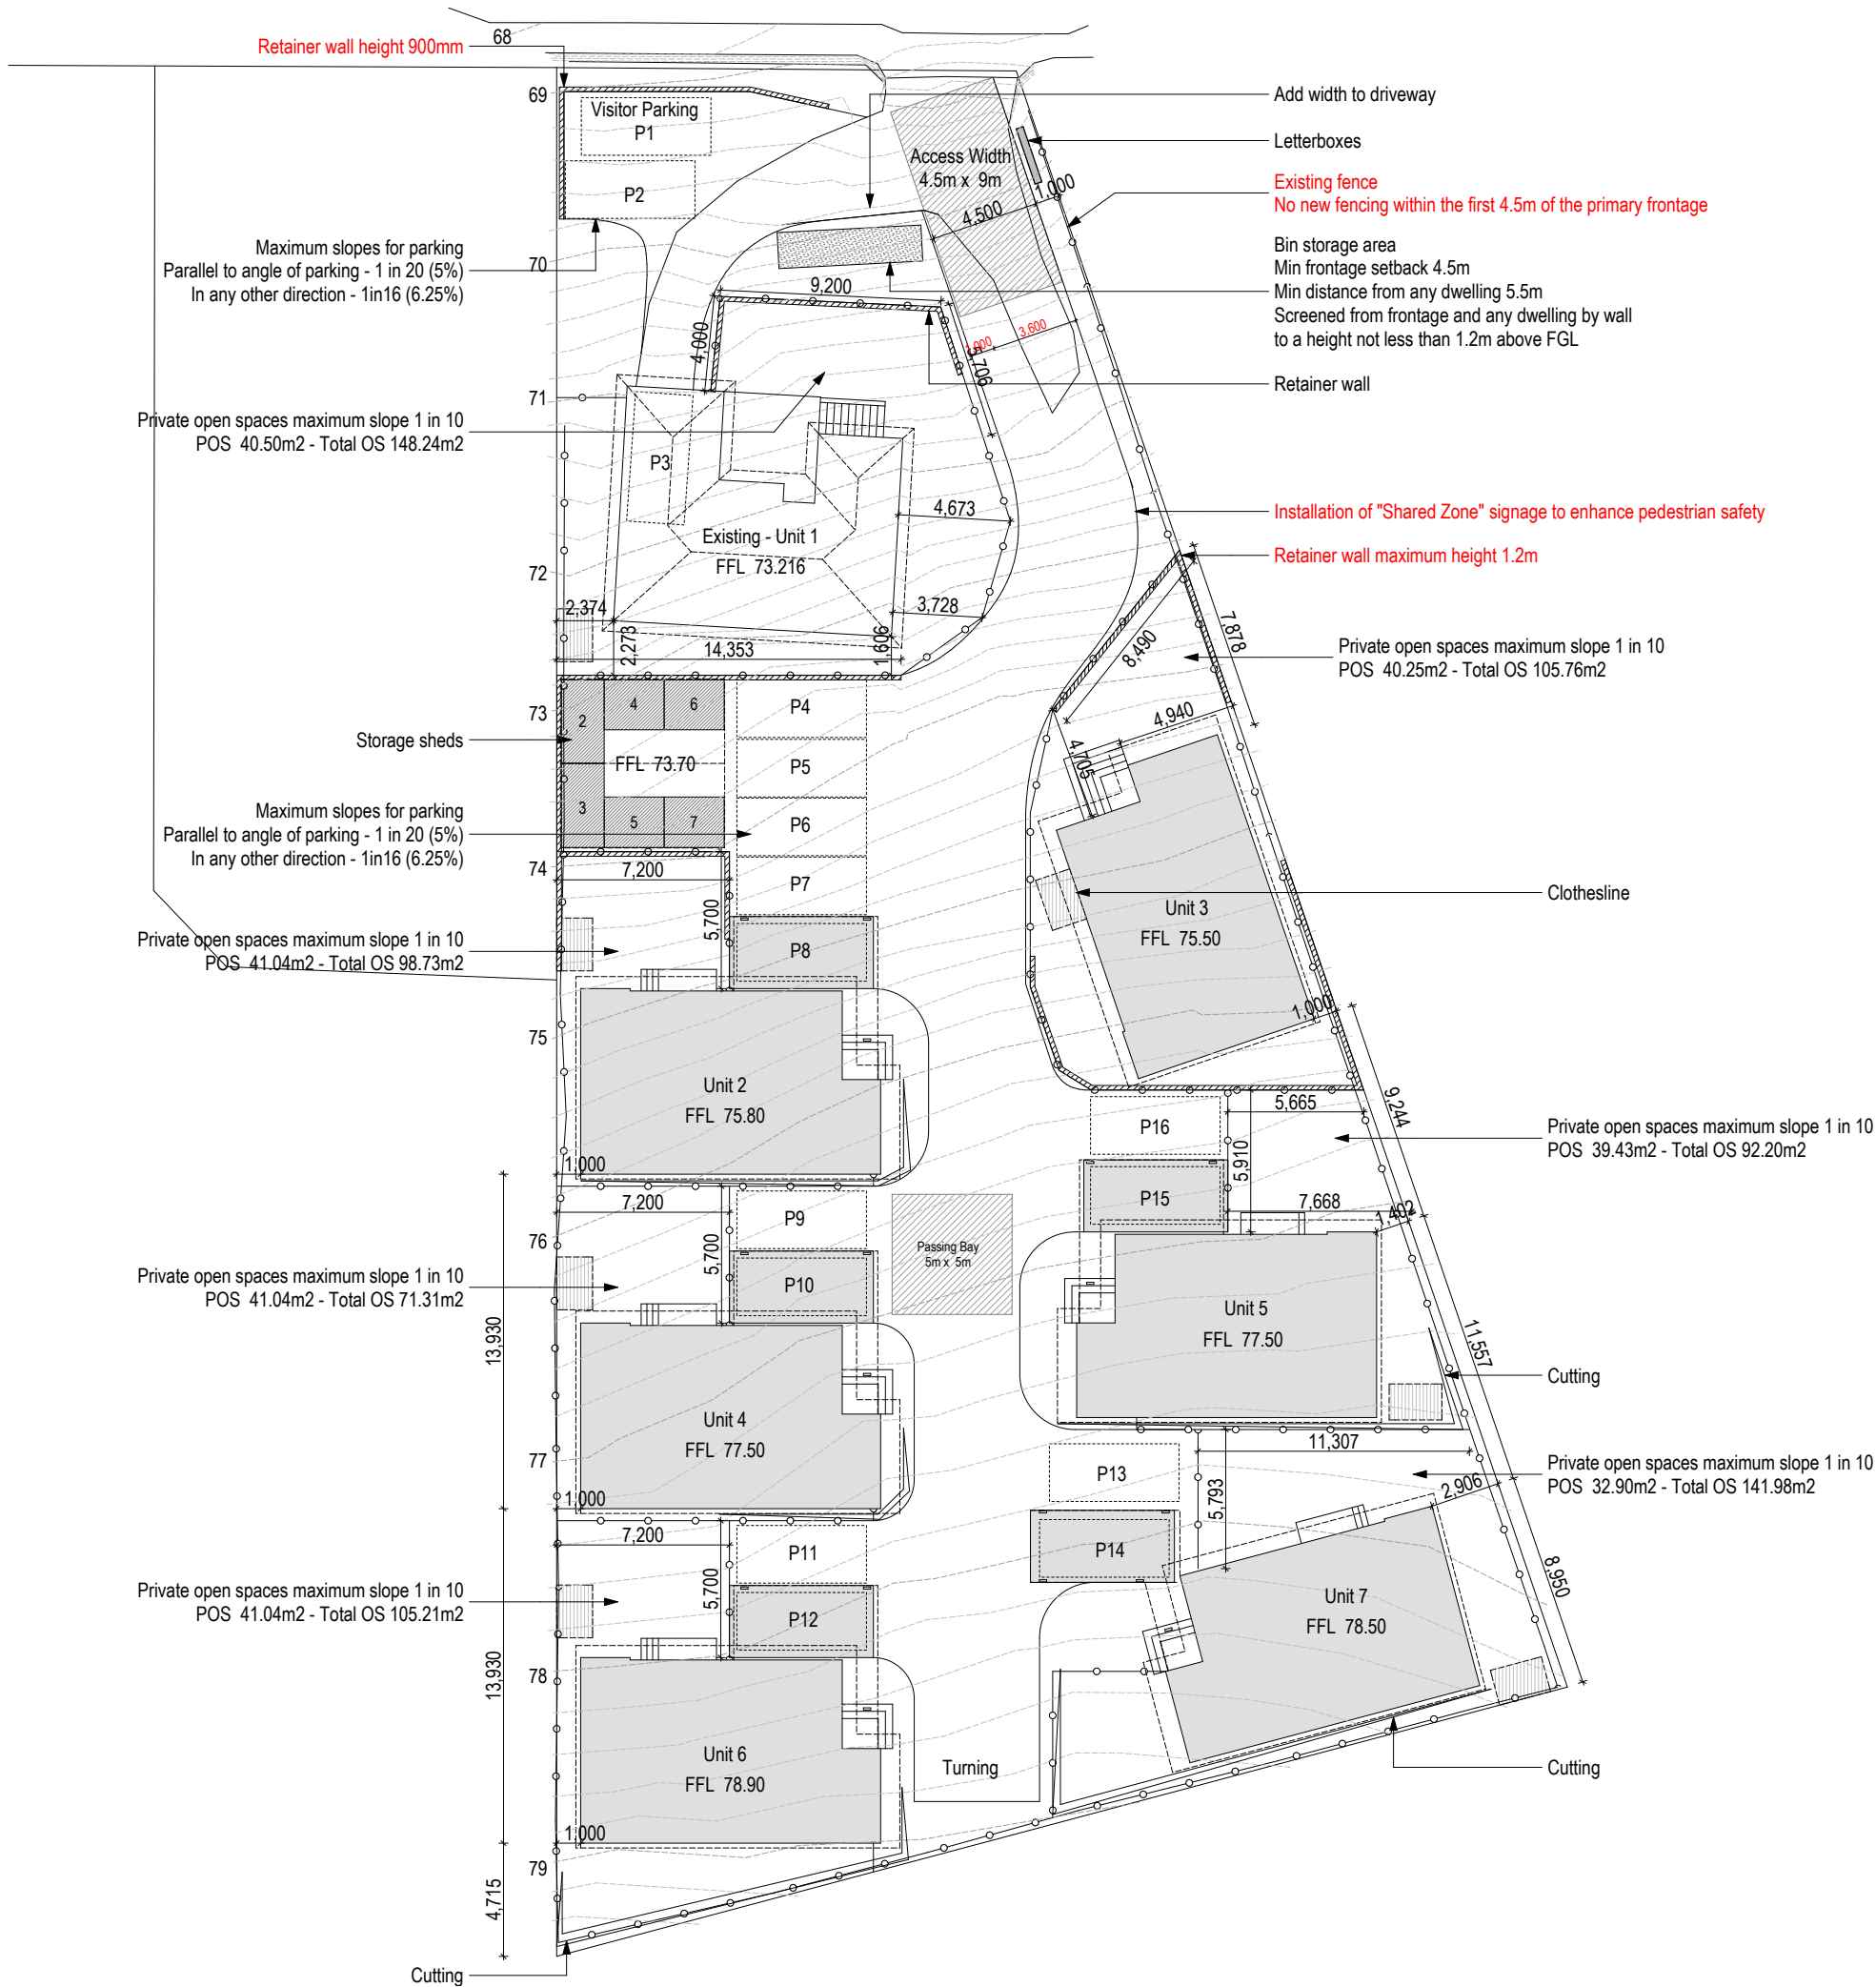 Retainer wall height 900mm
68
69
Visitor Parking
P1
P2
Access Width
4.5m x 9m
1,000
4,500
Add width to driveway
Letterboxes
Existing fence
No new fencing within the first 4.5m of the primary frontage
Bin storage area
Min frontage setback 4.5m
Min distance from any dwelling 5.5m
Screened from frontage and any dwelling by wall
to a height not less than 1.2m above FGL
Retainer wall
Maximum slopes for parking
Parallel to angle of parking - 1 in 20 (5%)
In any other direction - 1in16 (6.25%)
70
9,200
4,000
3,600
71
Private open spaces maximum slope 1 in 10
POS 40.50m2 - Total OS 148.24m2
P3
4,673
Existing - Unit 1
FFL 73.216
Installation of "Shared Zone" signage to enhance pedestrian safety
Retainer wall maximum height 1.2m
72
2,374
2,273
14,353
3,728
1,606
7,878
8,490
Private open spaces maximum slope 1 in 10
POS 40.25m2 - Total OS 105.76m2
73
2
4
6
P4
4,940
4,705
Storage sheds
FFL 73.70
P5
3
5
7
P6
Maximum slopes for parking
Parallel to angle of parking - 1 in 20 (5%)
In any other direction - 1in16 (6.25%)
74
7,200
P7
Clothesline
Unit 3
FFL 75.50
5,700
P8
Private open spaces maximum slope 1 in 10
POS 41.04m2 - Total OS 98.73m2
1,000
75
Unit 2
FFL 75.80
9,244
5,665
P16
5,910
Private open spaces maximum slope 1 in 10
POS 39.43m2 - Total OS 92.20m2
1,000
7,200
P9
P15
7,668
1,402
76
5,700
Passing Bay
5m x 5m
Private open spaces maximum slope 1 in 10
POS 41.04m2 - Total OS 71.31m2
P10
Unit 5
FFL 77.50
13,930
11,557
Cutting
Unit 4
FFL 77.50
77
11,307
P13
5,793
Private open spaces maximum slope 1 in 10
POS 32.90m2 - Total OS 141.98m2
2,906
1,000
7,200
P11
5,700
P14
8,950
Private open spaces maximum slope 1 in 10
POS 41.04m2 - Total OS 105.21m2
P12
Unit 7
FFL 78.50
78
13,930
Unit 6
FFL 78.90
Turning
Cutting
1,000
79
4,715
Cutting